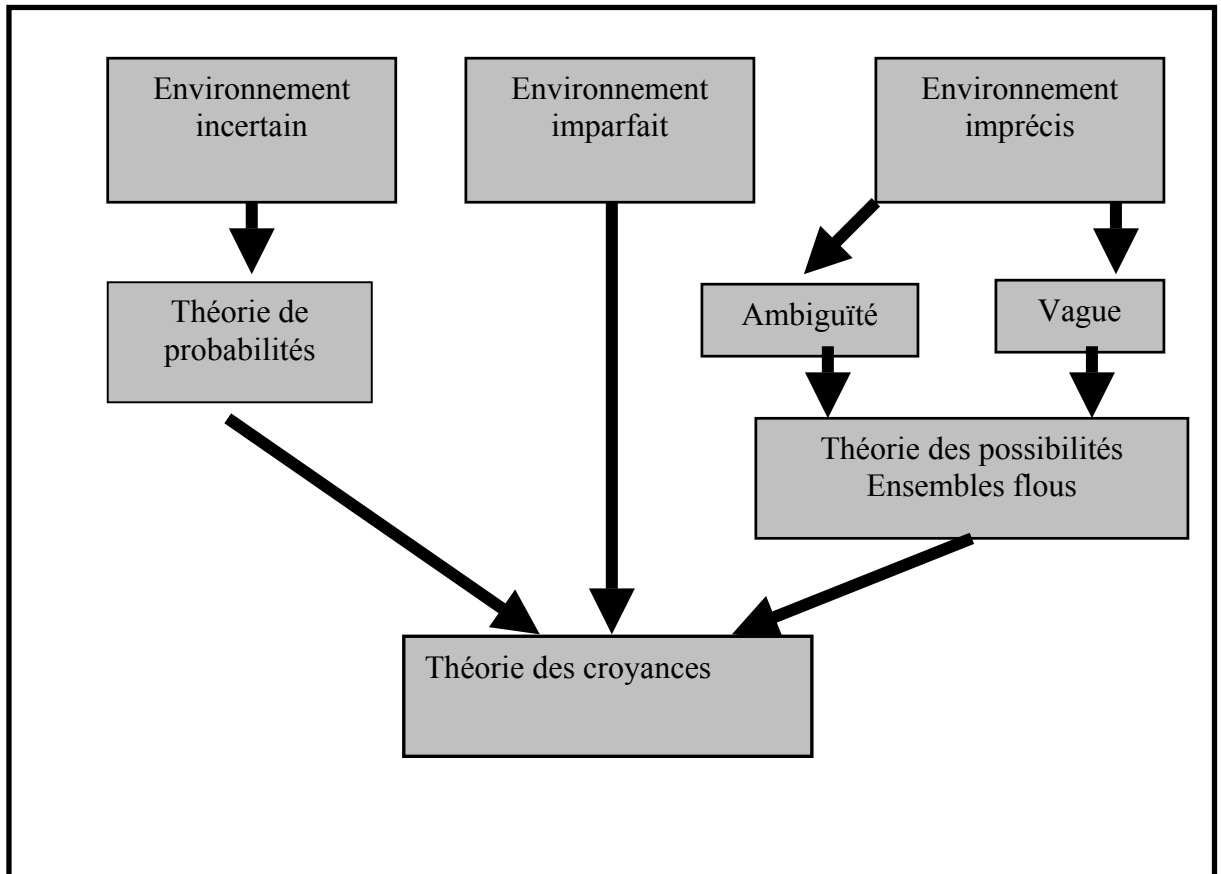 Environnement
incertain
Environnement
imparfait
Environnement
imprécis
Théorie de
probabilités
Ambiguïté
Vague
Théorie des possibilités
Ensembles flous
Théorie des croyances